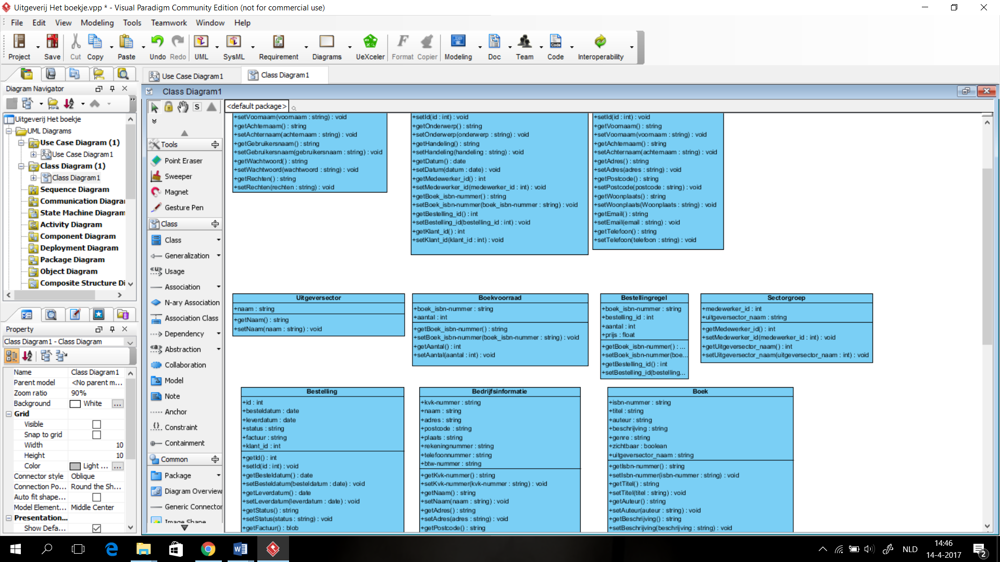 Uitgeverij Het boekje.vpp * - Visual Paradigm Community Edition (not for commercial use)
File Edit View Modeling Tools Teamwork Window Help
Project Save Cut Copy Paste Undo Redo UML SysML Requirement Diagrams UeXceler Format Copier Modeling Doc Team Code Interoperability
Use Case Diagram1
Class Diagram1
Diagram Navigator
Uitgeverij Het boekje
UML Diagrams
Use Case Diagram (1)
Use Case Diagram1
Class Diagram (1)
Class Diagram1
Sequence Diagram
Communication Diagrar
State Machine Diagram
Activity Diagram
Component Diagram
Deployment Diagram
Package Diagram
Object Diagram
Composite Structure Di
Property
Class Diagram1 - Class Diagram
Name Class Diagram1
Parent model <No parent m...
Zoom ratio 90%
Background White ...
Grid
Visible
Snap to grid
Width 10
Height 10
Color Light ... ...
Connector style Oblique
Connection Po... Round the Sh...
Auto fit shape...
Model Element... Middle Center
Presentation...
Show Defa...
Class Diagram1
S
<default package>
Tools
Point Eraser
Sweeper
Magnet
Gesture Pen
Class
Class
Generalization
Usage
Association
N-ary Association
Association Class
Dependency
Abstraction
Collaboration
Model
Note
Anchor
Constraint
Containment
Common
Package
Diagram Overview
Generic Connector
Image Shape
+setVoornaam(voornaam : string) : void
+getAchternaam() : string
+setAchternaam(achternaam : string) : void
+getGebruikersnaam() : string
+setGebruikersnaam(gebruikersnaam : string) : void
+getWachtwoord() : string
+setWachtwoord(wachtwoord : string) : void
+getRechten() : string
+setRechten(rechten : string) : void
+setId(id : int) : void
+getOnderwerp() : string
+setOnderwerp(onderwerp : string) : void
+getHandeling() : string
+setHandeling(handeling : string) : void
+getDatum() : date
+setDatum(datum : date) : void
+getMedewerker_id() : int
+setMedewerker_id(medewerker_id : int) : void
+getBoek_isbn-nummer() : string
+setBoek_isbn-nummer(boek_isbn-nummer : string) : void
+getBestelling_id() : int
+setBestelling_id(bestelling_id : int) : void
+getKlant_id() : int
+setKlant_id(klant_id : int) : void
+setId(id : int) : void
+getVoornaam() : string
+setVoornaam(voornaam : string) : void
+getAchternaam() : string
+setAchternaam(achternaam : string) : void
+getAdres() : string
+setAdres(adres : string) : void
+getPostcode() : string
+setPostcode(postcode : string) : void
+getWoonplaats() : string
+setWoonplaats(Woonplaats : string) : void
+getEmail() : string
+setEmail(email : string) : void
+getTelefoon() : string
+setTelefoon(telefoon : string) : void
Uitgeversector
+naam : string
+getNaam() : string
+setNaam(naam : string) : void
Boekvoorraad
+boek_isbn-nummer : string
+aantal : int
+getBoek_isbn-nummer() : string
+setBoek_isbn-nummer(boek_isbn-nummer : string) : void
+getAantal() : int
+setAantal(aantal : int) : void
Bestellingregel
+boek_isbn-nummer : string
+bestelling_id : int
+aantal : int
+prijs : float
+getBoek_isbn-nummer() : ...
+setBoek_isbn-nummer(boe...
+getBestelling_id() : int
+setBestelling_id(bestelling...
Sectorgroep
+medewerker_id : int
+uitgeversector_naam : string
+getMedewerker_id() : int
+setMedewerker_id(medewerker_id : int) : void
+getUitgeversector_naam() : int
+setUitgeversector_naam(uitgeversector_naam : int) : void
Bestelling
+id : int
+besteldatum : date
+leverdatum : date
+status : string
+factuur : string
+klant_id : int
+getId() : int
+setId(id : int) : void
+getBesteldatum() : date
+setBesteldatum(besteldatum : date) : void
+getLeverdatum() : date
+setLeverdatum(leverdatum : date) : void
+getStatus() : string
+setStatus(status : string) : void
+getFactuur() : blob
Bedrijfsinformatie
+kvk-nummer : string
+naam : string
+adres : string
+postcode : string
+plaats : string
+rekeningnummer : string
+telefoonnummer : string
+btw-nummer : string
+getKvk-nummer() : string
+setKvk-nummer(kvk-nummer : string) : void
+getNaam() : string
+setNaam(naam : string) : void
+getAdres() : string
+setAdres(adres : string) : void
+getPostcode() : string
Boek
+isbn-nummer : string
+titel : string
+auteur : string
+beschrijving : string
+genre : string
+zichtbaar : boolean
+uitgeversector_naam : string
+getIsbn-nummer() : string
+setIsbn-nummer(isbn-nummer : string) : void
+getTitel() : string
+setTitel(titel : string) : void
+getAuteur() : string
+setAuteur(auteur : string) : void
+getBeschrijving() : string
+setBeschrijving(beschrijving : string) : void
NLD
14:46
14-4-2017
2